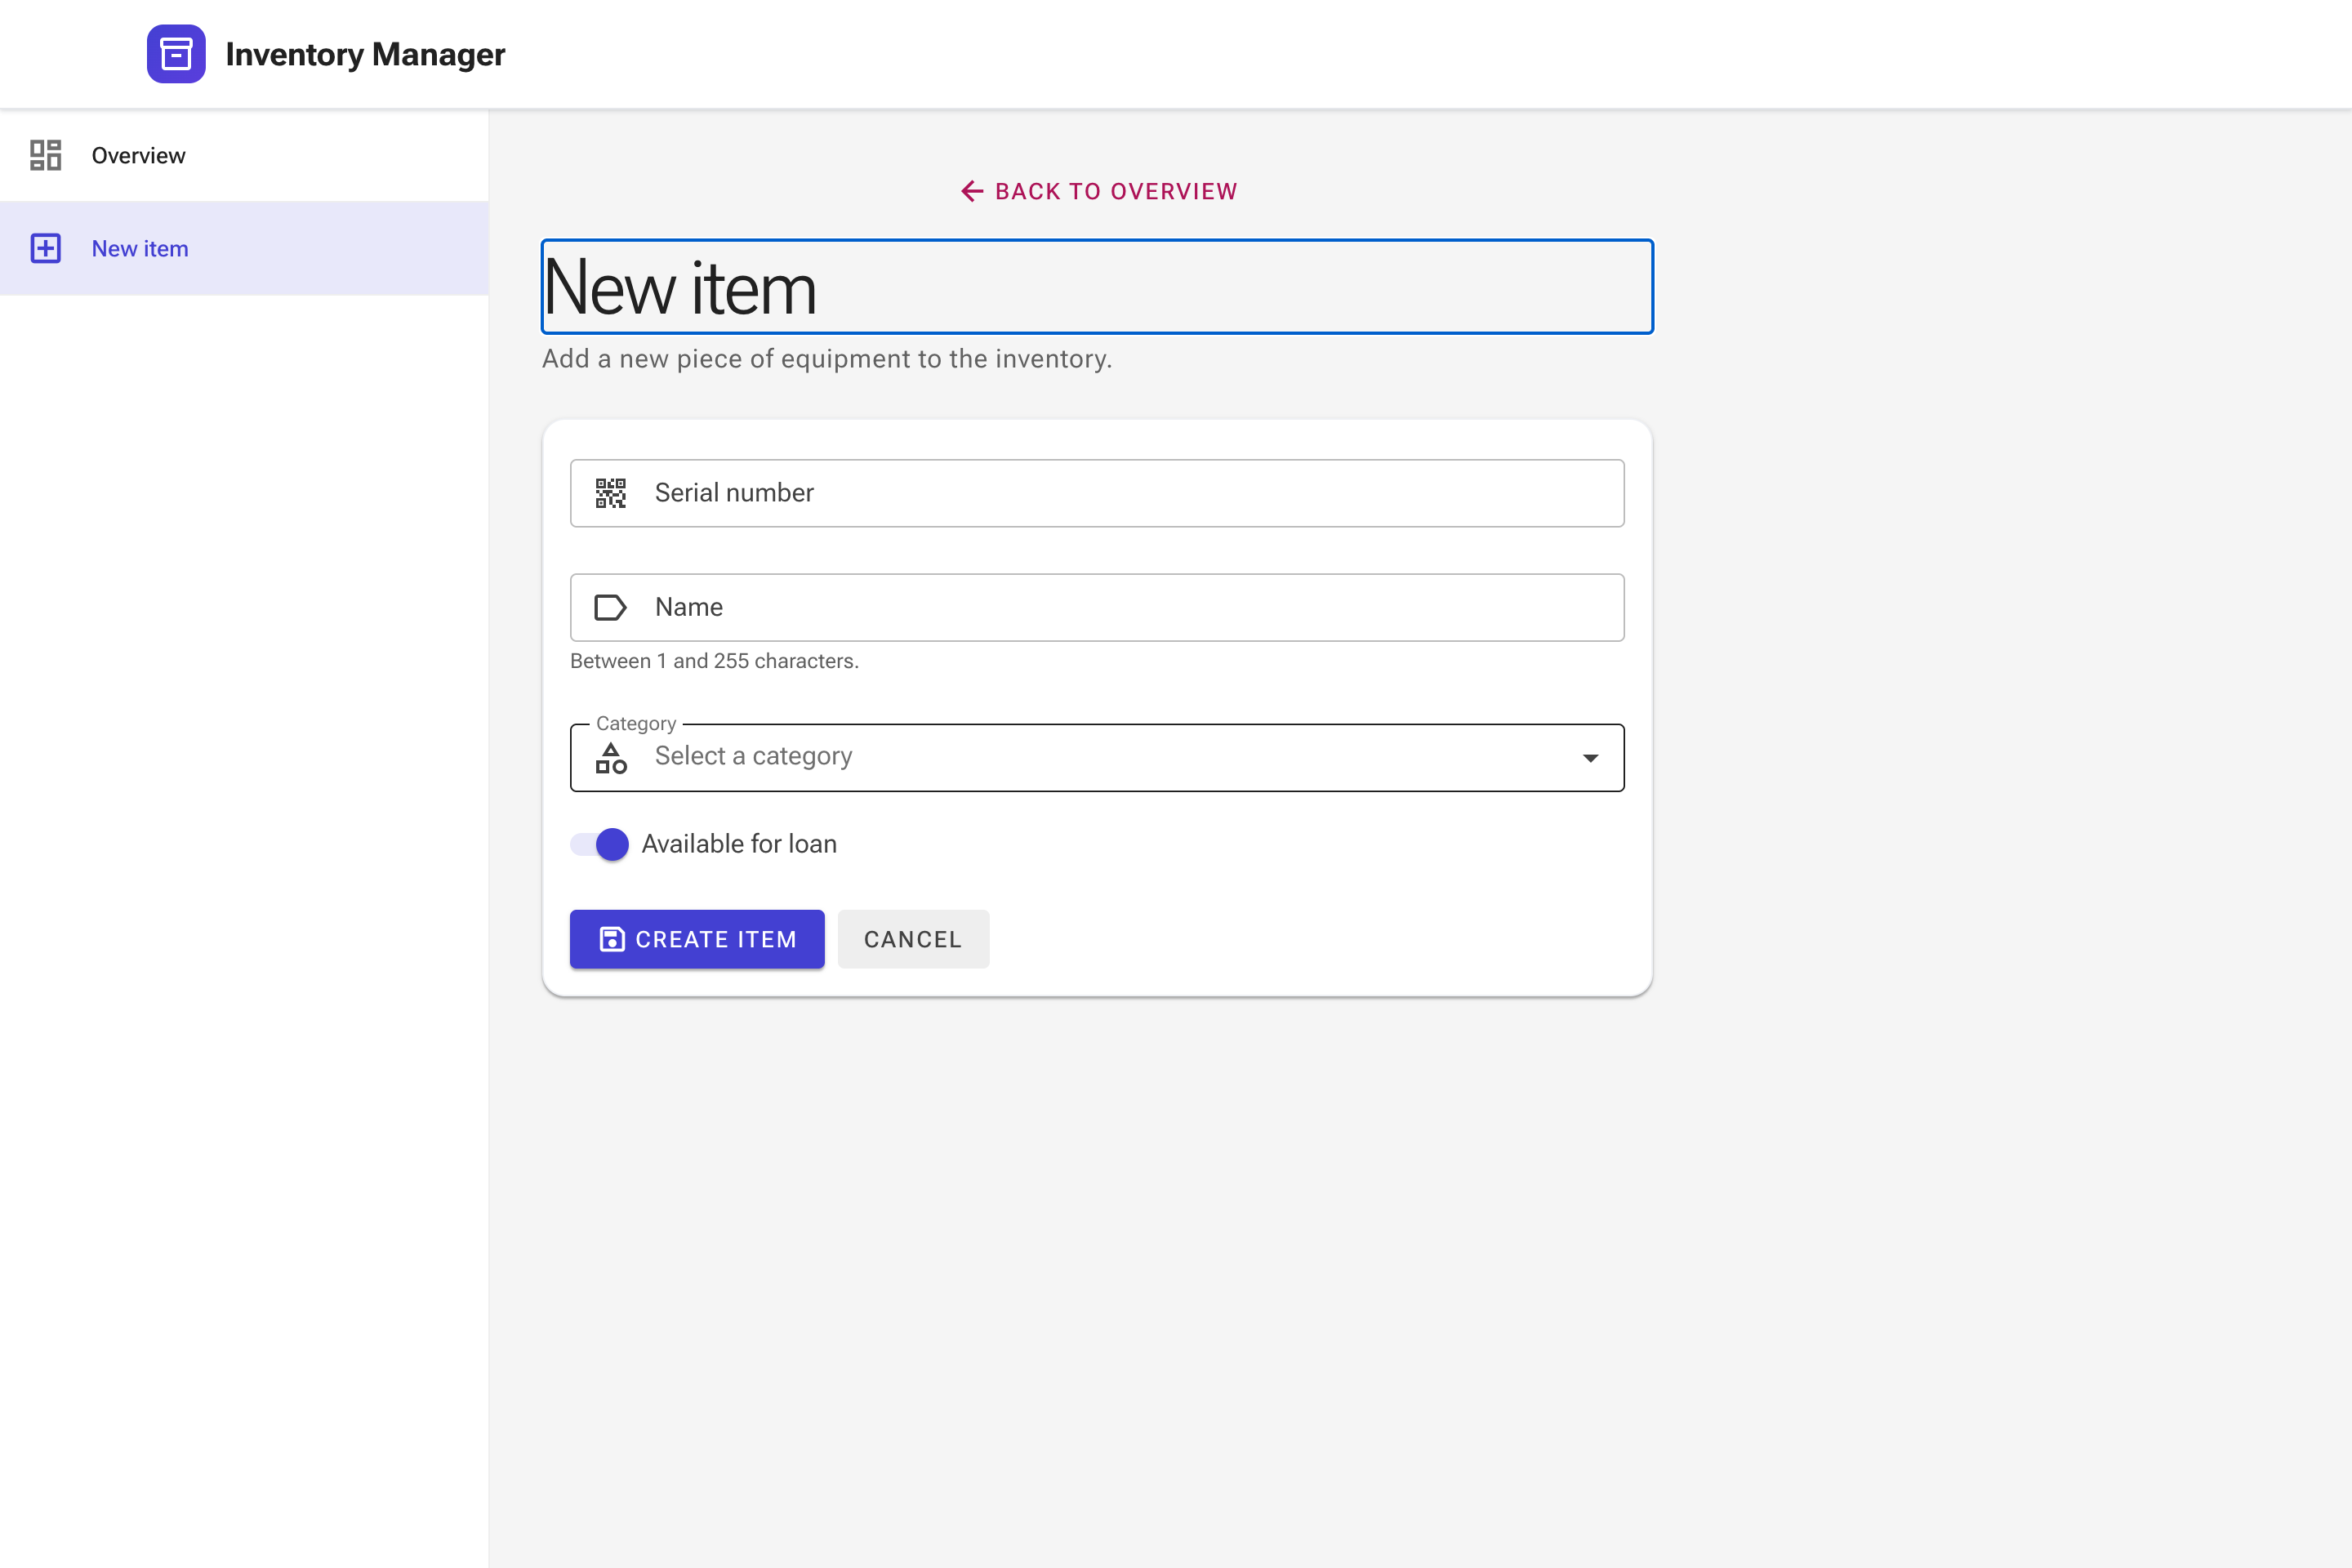 Inventory Manager
Overview
New item
BACK TO OVERVIEW
New item
Add a new piece of equipment to the inventory.
Serial number
Name
Between 1 and 255 characters.
Category
Select a category
Available for loan
CREATE ITEM
CANCEL